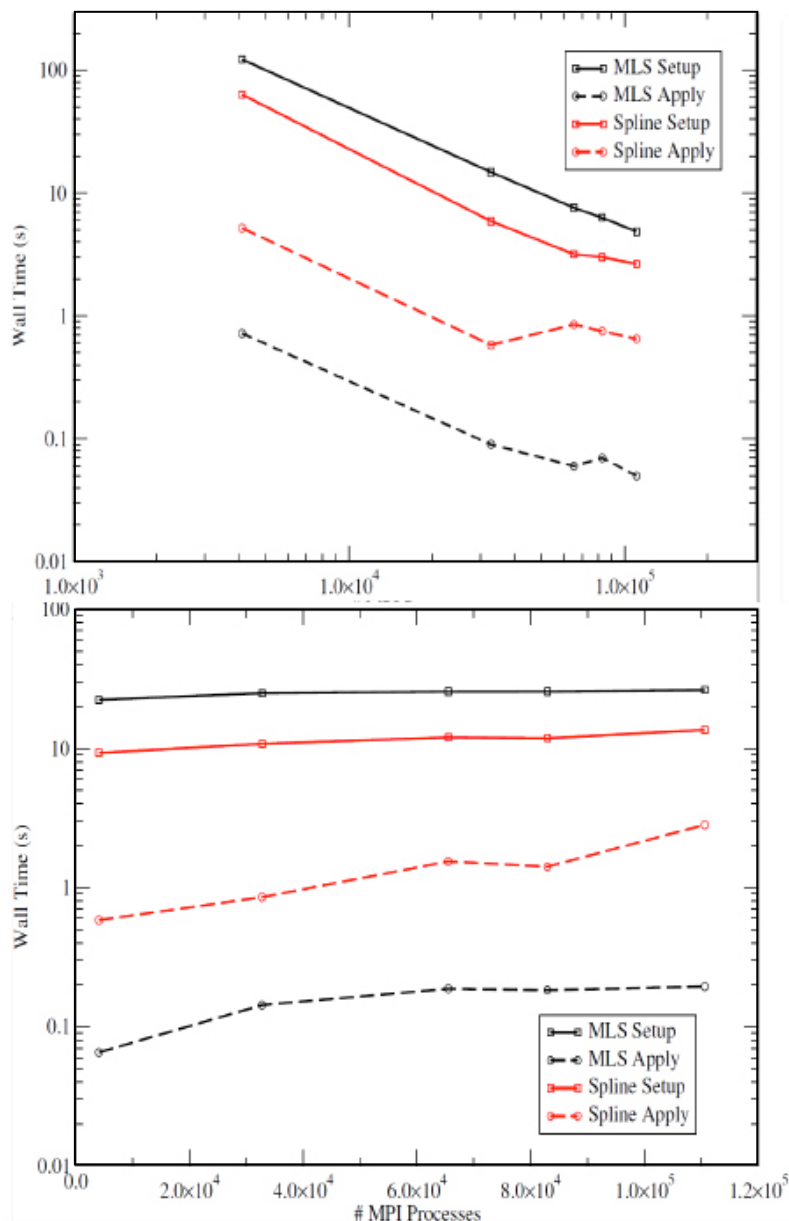 100
10
1
0.1
0.01
Wall Time (s)
MLS Setup
MLS Apply
Spline Setup
Spline Apply
1.0×10³ 1.0×10⁴ 1.0×10⁵
100
10
1
0.1
0.01
Wall Time (s)
MLS Setup
MLS Apply
Spline Setup
Spline Apply
0.0 2.0×10⁴ 4.0×10⁴ 6.0×10⁴ 8.0×10⁴ 1.0×10⁵ 1.2×10⁵
# MPI Processes